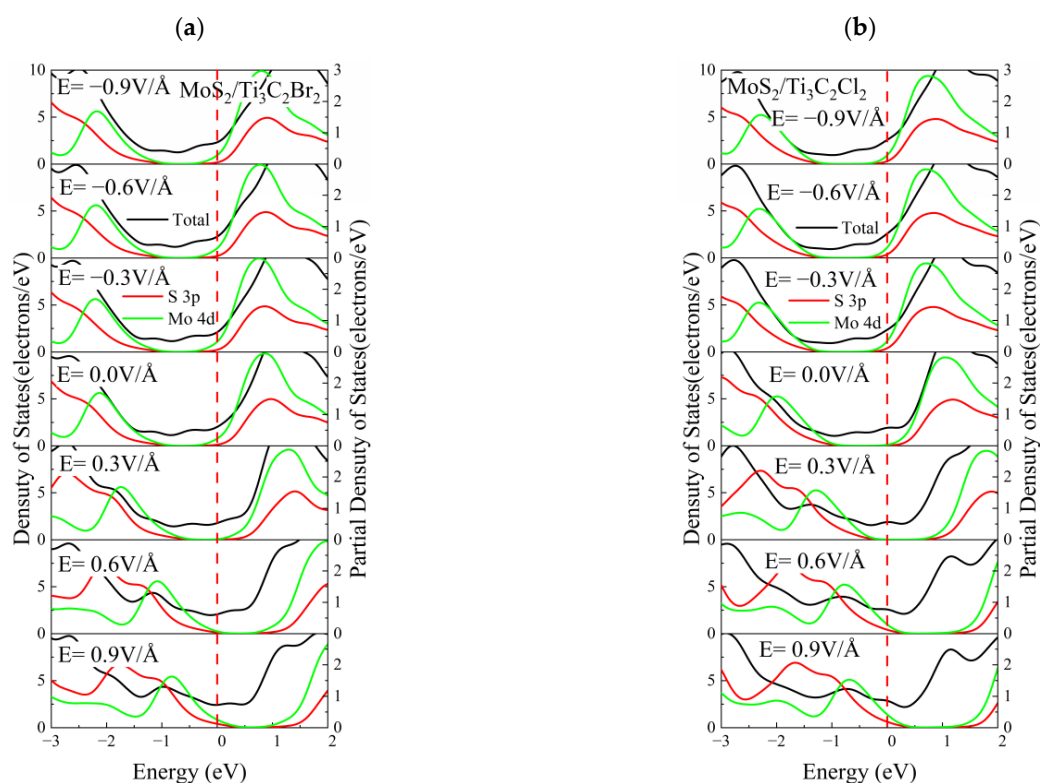 (a)
10
5
0
5
0
5
0
5
0
5
0
5
0
5
0
3
2
1
0
2
1
0
2
1
0
2
1
0
2
1
0
2
1
0
2
1
0
E= −0.9V/Å
MoS2/Ti3C2Br2
E= −0.6V/Å
Total
E= −0.3V/Å
S 3p
Mo 4d
E= 0.0V/Å
E= 0.3V/Å
E= 0.6V/Å
E= 0.9V/Å
Densuty of States(electrons/eV)
Partial Density of States(electrons/eV)
−3 −2 −1 0 1 2
Energy (eV)
(b)
10
5
0
5
0
5
0
5
0
5
0
5
0
5
0
3
2
1
0
2
1
0
2
1
0
2
1
0
2
1
0
2
1
0
2
1
0
MoS2/Ti3C2Cl2
E= −0.9V/Å
E= −0.6V/Å
Total
E= −0.3V/Å
S 3p
Mo 4d
E= 0.0V/Å
E= 0.3V/Å
E= 0.6V/Å
E= 0.9V/Å
Densuty of States(electrons/eV)
Partial Density of States(electrons/eV)
−3 −2 −1 0 1 2
Energy (eV)